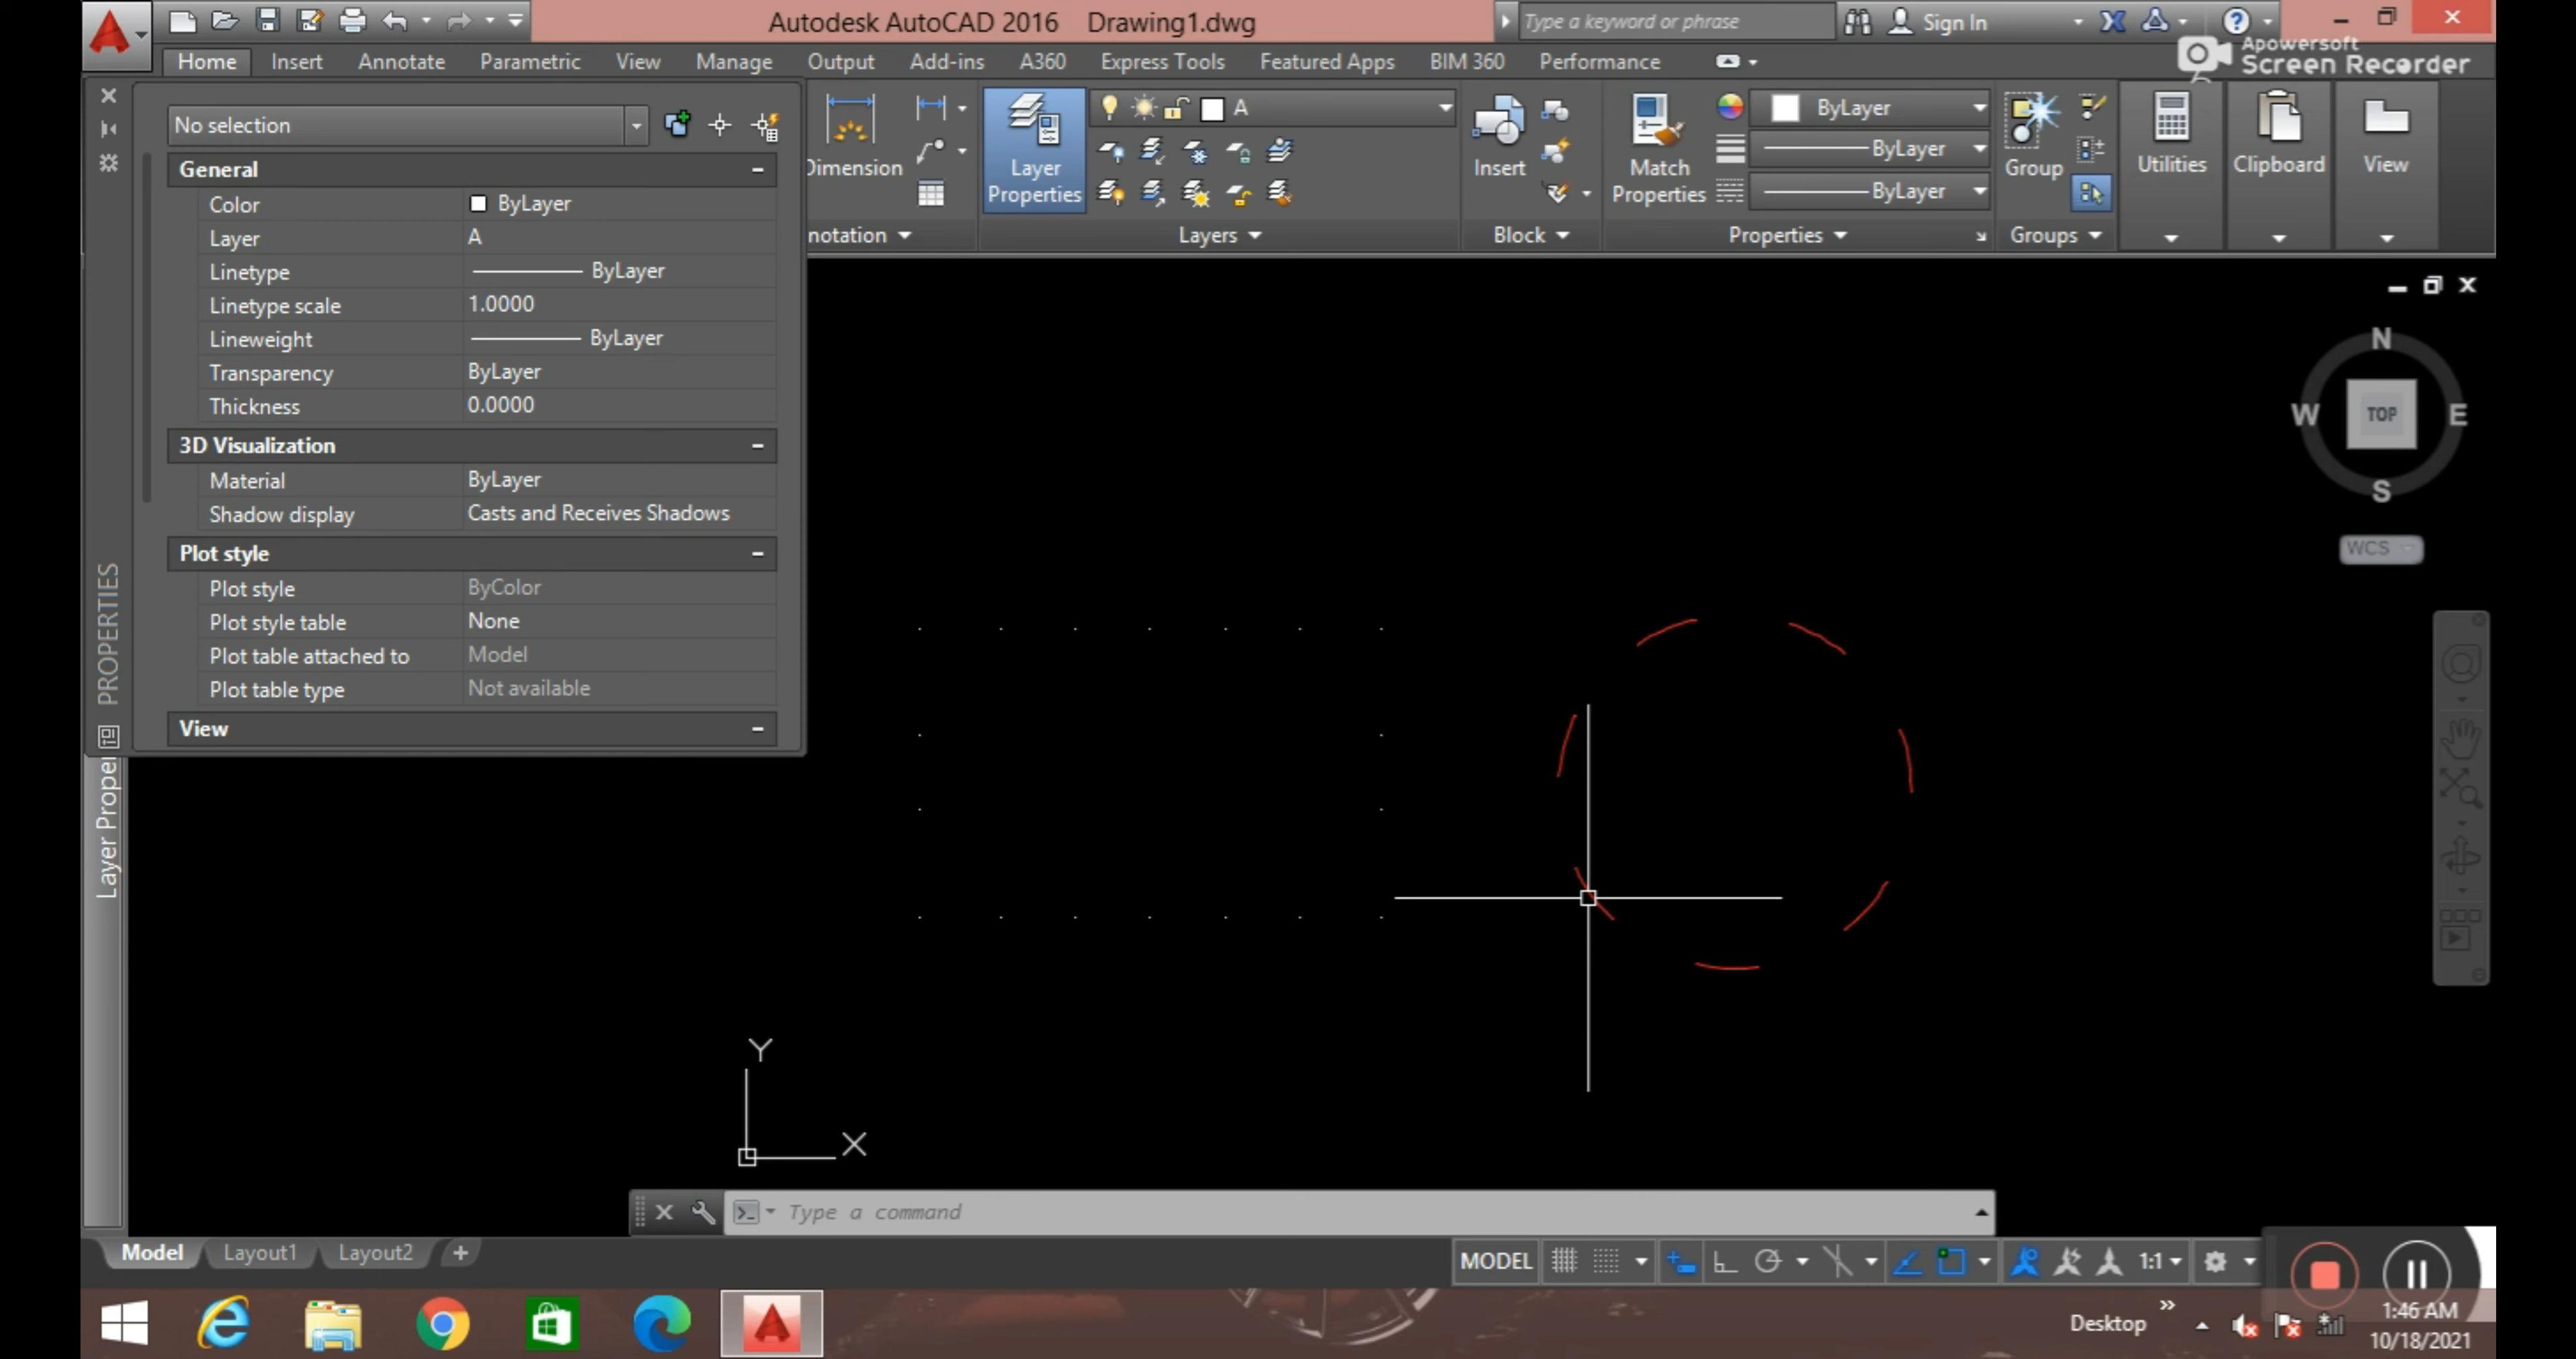 Autodesk AutoCAD 2016 Drawing1.dwg
Type a keyword or phrase
Sign In
Apowersoft
Screen Recorder
Home Insert Annotate Parametric View Manage Output Add-ins A360 Express Tools Featured Apps BIM 360 Performance
No selection
General
Color ByLayer
Layer A
Linetype ByLayer
Linetype scale 1.0000
Lineweight ByLayer
Transparency ByLayer
Thickness 0.0000
3D Visualization
Material ByLayer
Shadow display Casts and Receives Shadows
Plot style
Plot style ByColor
Plot style table None
Plot table attached to Model
Plot table type Not available
View
PROPERTIES
Layer Prope
Dimension
notation
Layer
Properties
A
Layers
Insert
Block
Match
Properties
ByLayer
ByLayer
ByLayer
Properties
Group
Groups
Utilities
Clipboard
View
N
W TOP E
S
WCS
Y
X
Type a command
Model Layout1 Layout2 +
MODEL 1:1
Desktop
1:46 AM
10/18/2021